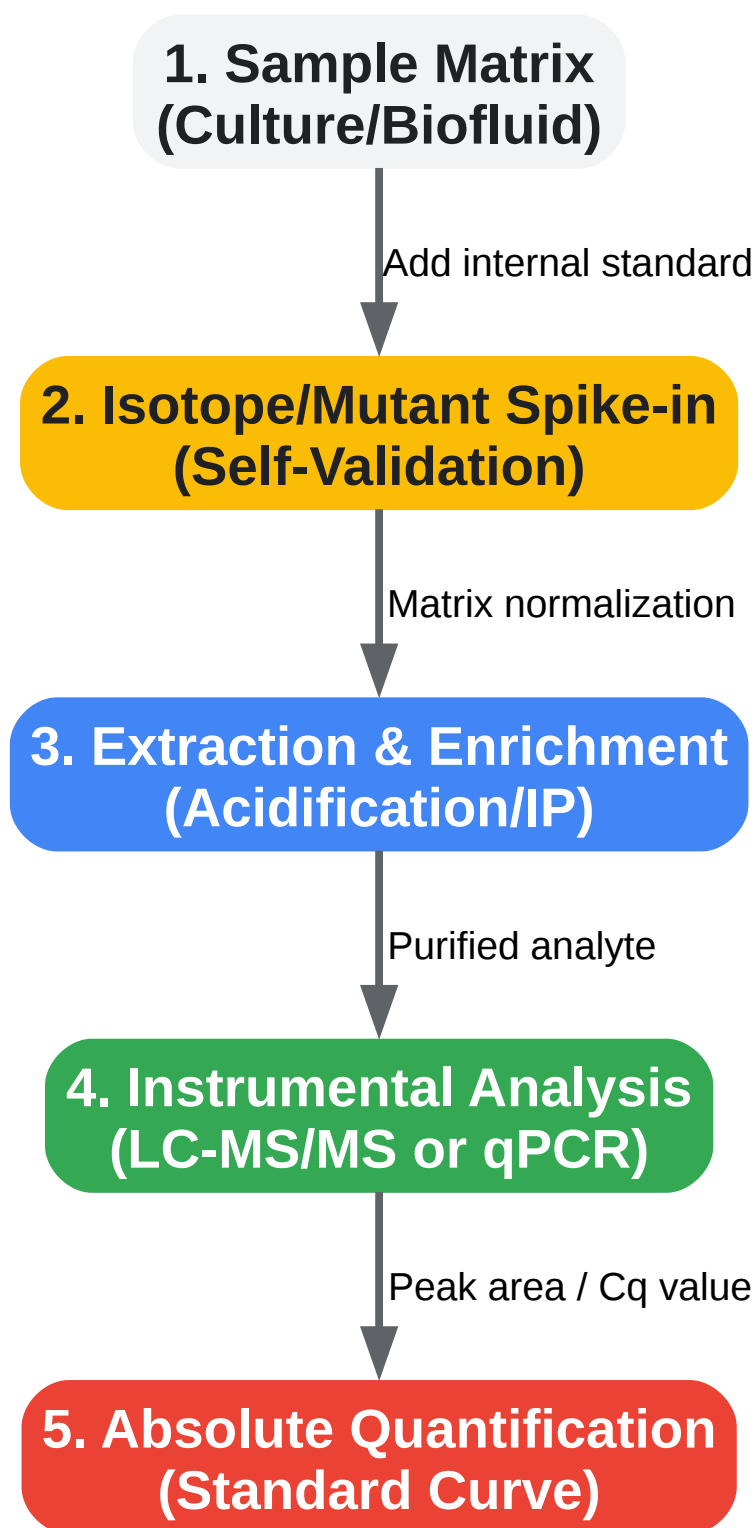 1. Sample Matrix
(Culture/Biofluid)
Add internal standard
2. Isotope/Mutant Spike-in
(Self-Validation)
Matrix normalization
3. Extraction & Enrichment
(Acidification/IP)
Purified analyte
4. Instrumental Analysis
(LC-MS/MS or qPCR)
Peak area / Cq value
5. Absolute Quantification
(Standard Curve)